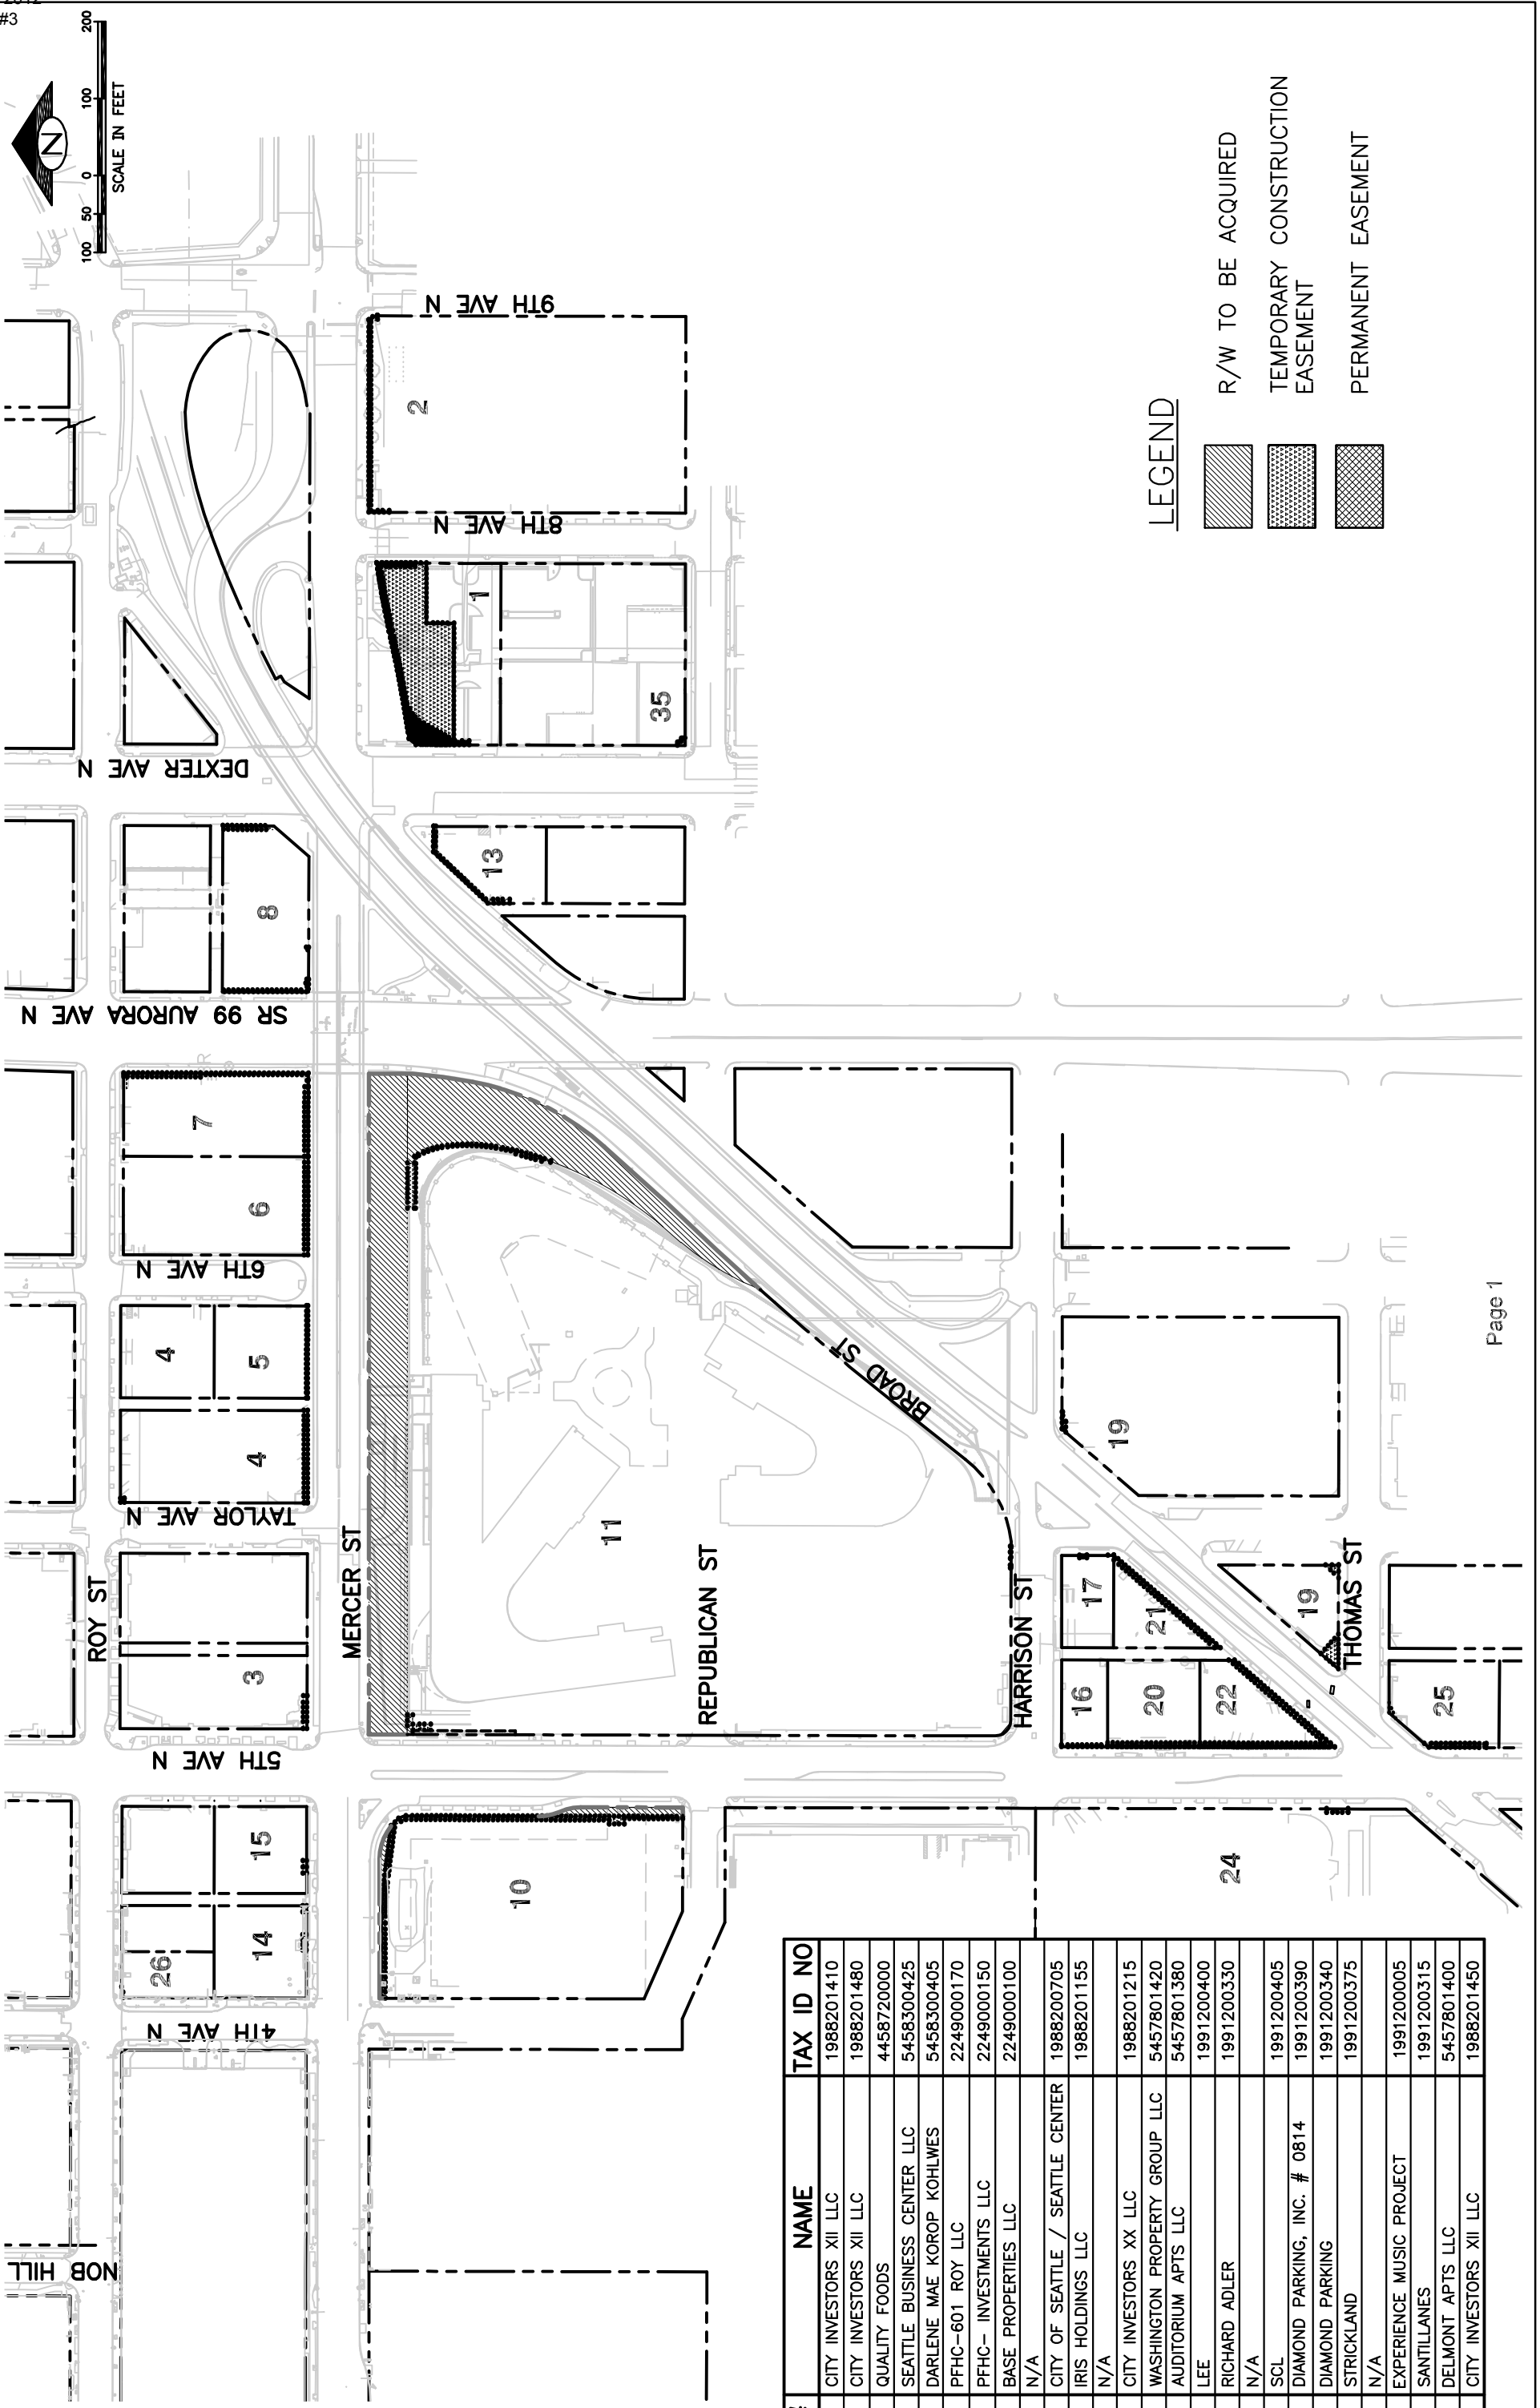 #3
200
100
0
50
100
SCALE IN FEET
N
LEGEND
R/W TO BE ACQUIRED
TEMPORARY CONSTRUCTION
EASEMENT
PERMANENT EASEMENT
9TH AVE N
2
8TH AVE N
1
35
DEXTER AVE N
13
8
SR 99 AURORA AVE N
7
6
6TH AVE N
4
5
4
TAYLOR AVE N
ROY ST
3
MERCER ST
5TH AVE N
11
REPUBLICAN ST
BROAD ST
HARRISON ST
19
17
21
16
20
22
19
THOMAS ST
25
Page 1
15
26
14
10
24
4TH AVE N
NOB HILL
NAME TAX ID NO
CITY INVESTORS XII LLC 1988201410
CITY INVESTORS XII LLC 1988201480
QUALITY FOODS 4458720000
SEATTLE BUSINESS CENTER LLC 5458300425
DARLENE MAE KOROP KOHLWES 5458300405
PFHC-601 ROY LLC 2249000170
PFHC- INVESTMENTS LLC 2249000150
BASE PROPERTIES LLC 2249000100
N/A
CITY OF SEATTLE / SEATTLE CENTER 1988200705
IRIS HOLDINGS LLC 1988201155
N/A
CITY INVESTORS XX LLC 1988201215
WASHINGTON PROPERTY GROUP LLC 5457801420
AUDITORIUM APTS LLC 5457801380
LEE 1991200400
RICHARD ADLER 1991200330
N/A
SCL 1991200405
DIAMOND PARKING, INC. # 0814 1991200390
DIAMOND PARKING 1991200340
STRICKLAND 1991200375
N/A
EXPERIENCE MUSIC PROJECT 1991200005
SANTILLANES 1991200315
DELMONT APTS LLC 5457801400
CITY INVESTORS XII LLC 1988201450